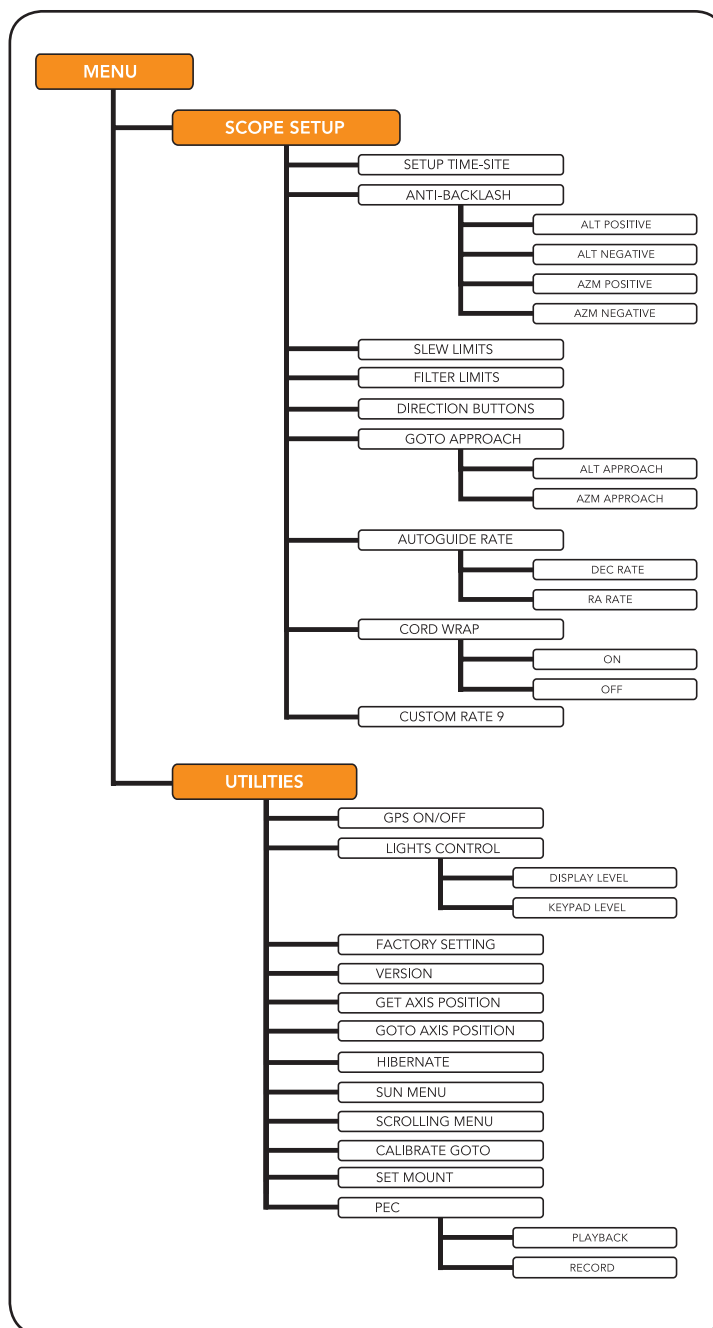 MENU
SCOPE SETUP
SETUP TIME-SITE
ANTI-BACKLASH
ALT POSITIVE
ALT NEGATIVE
AZM POSITIVE
AZM NEGATIVE
SLEW LIMITS
FILTER LIMITS
DIRECTION BUTTONS
GOTO APPROACH
ALT APPROACH
AZM APPROACH
AUTOGUIDE RATE
DEC RATE
RA RATE
CORD WRAP
ON
OFF
CUSTOM RATE 9
UTILITIES
GPS ON/OFF
LIGHTS CONTROL
DISPLAY LEVEL
KEYPAD LEVEL
FACTORY SETTING
VERSION
GET AXIS POSITION
GOTO AXIS POSITION
HIBERNATE
SUN MENU
SCROLLING MENU
CALIBRATE GOTO
SET MOUNT
PEC
PLAYBACK
RECORD